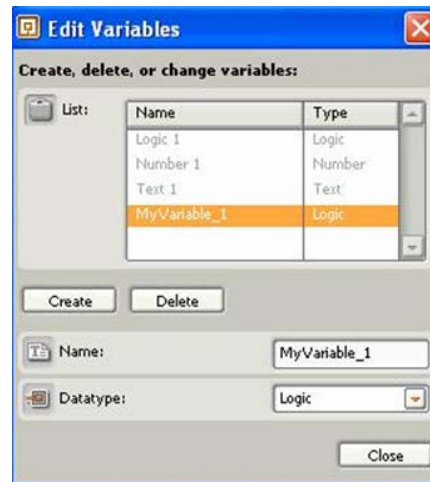 Edit Variables
Create, delete, or change variables:
List:
Name Type
Logic 1 Logic
Number 1 Number
Text 1 Text
MyVariable_1 Logic
Create Delete
Name: MyVariable_1
Datatype: Logic
Close